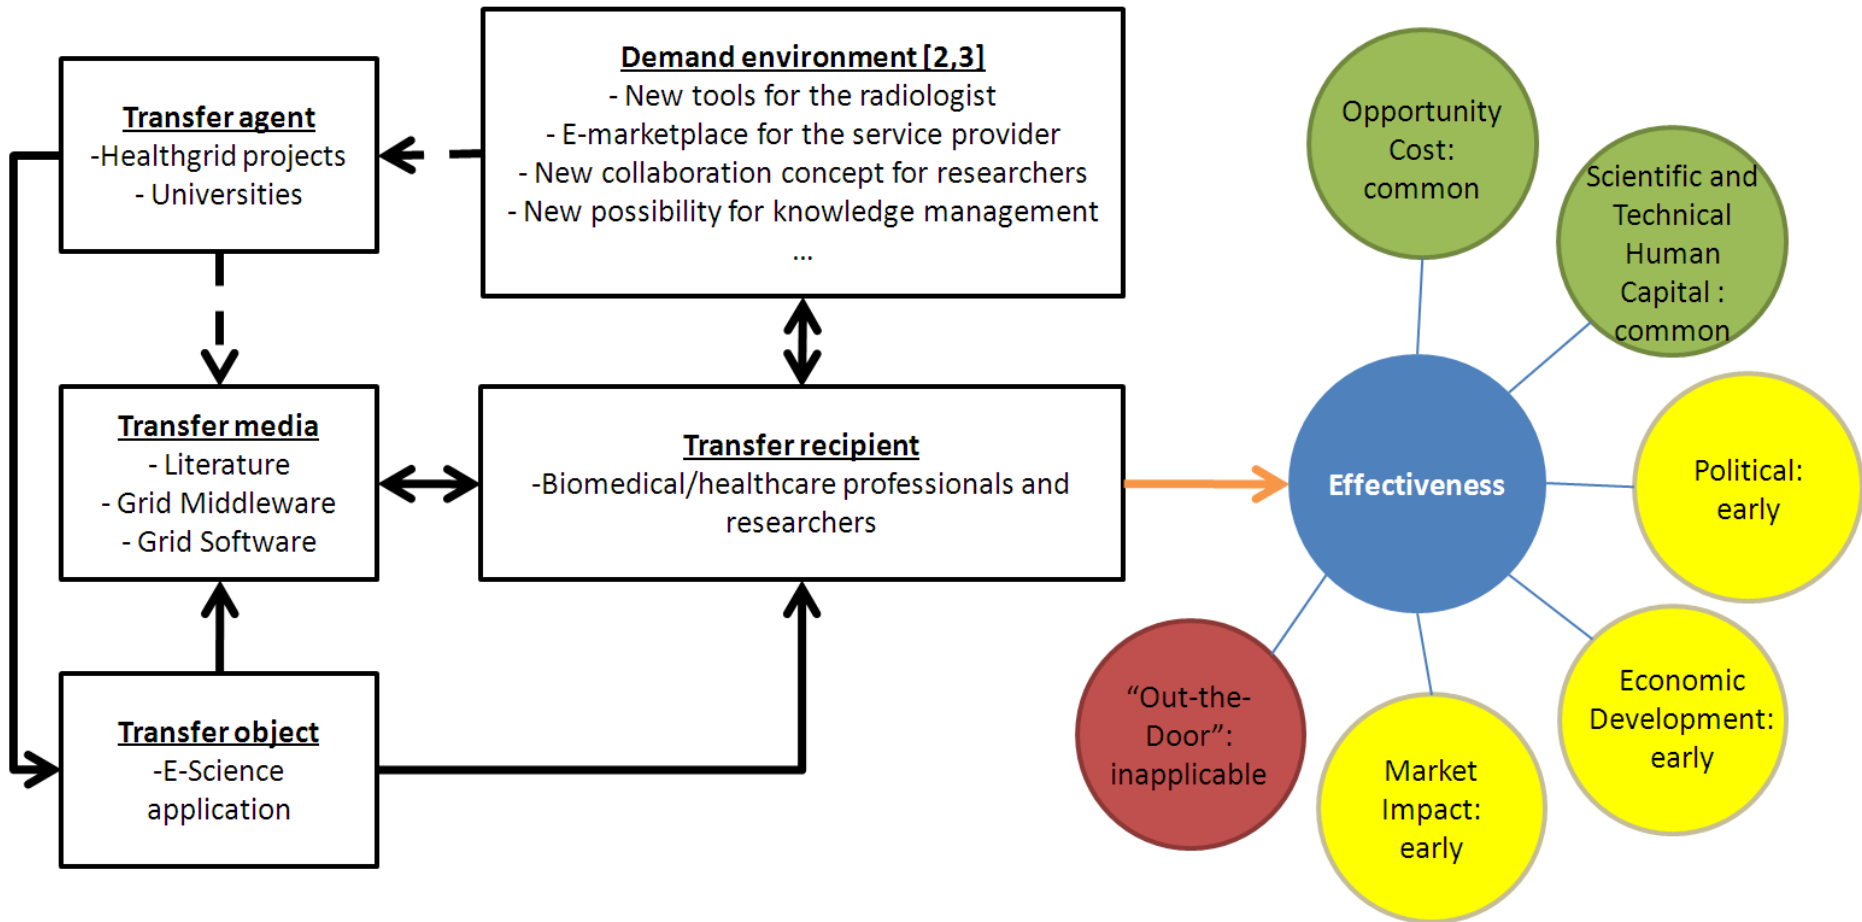 Transfer agent
-Healthgrid projects
- Universities
Demand environment [2,3]
- New tools for the radiologist
- E-marketplace for the service provider
- New collaboration concept for researchers
- New possibility for knowledge management
...
Transfer media
- Literature
- Grid Middleware
- Grid Software
Transfer recipient
-Biomedical/healthcare professionals and
researchers
Transfer object
-E-Science
application
Effectiveness
Opportunity
Cost:
common
Scientific and
Technical
Human
Capital :
common
Political:
early
Economic
Development:
early
Market
Impact:
early
“Out-the-
Door”:
inapplicable